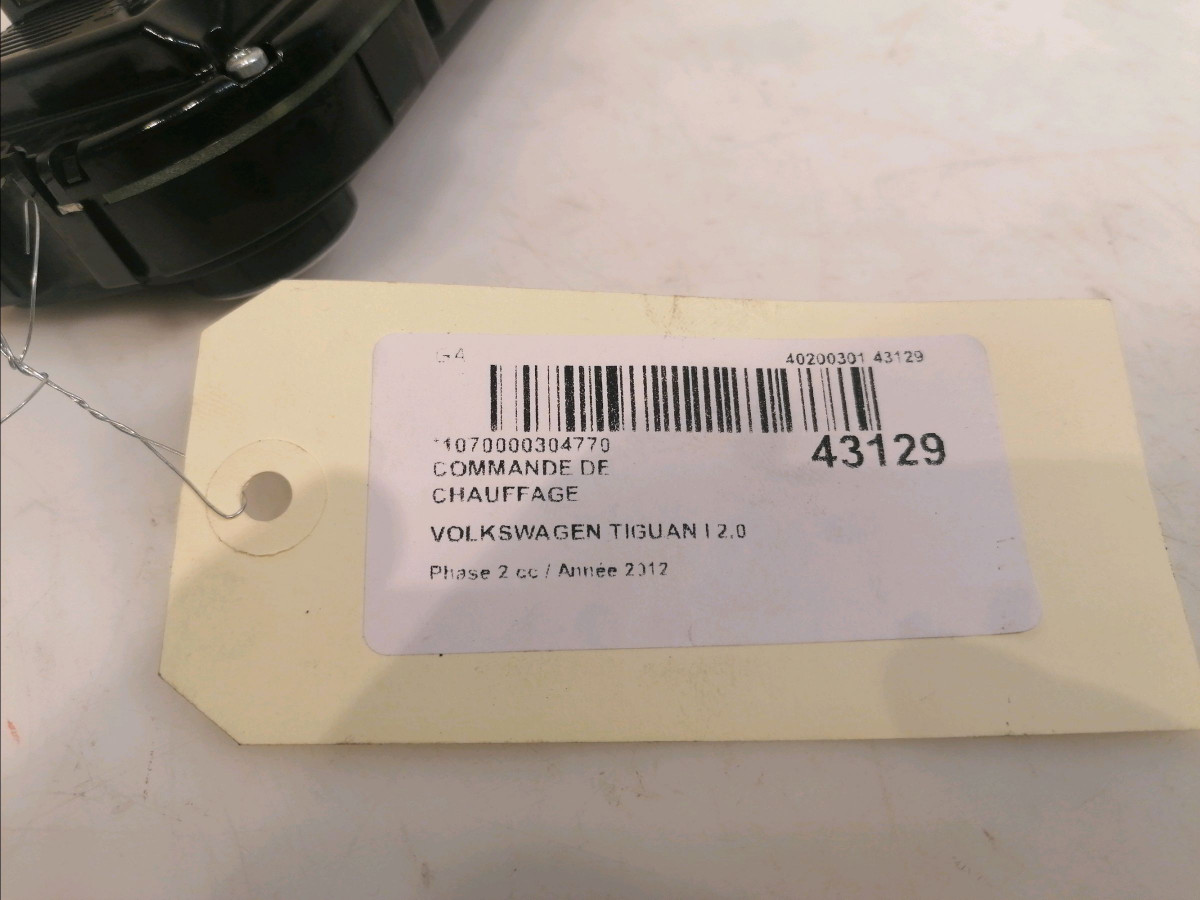 G4 40200301 43129
*1070000304770 43129
COMMANDE DE
CHAUFFAGE
VOLKSWAGEN TIGUAN I 2.0
Phase 2 cc / Année 2012